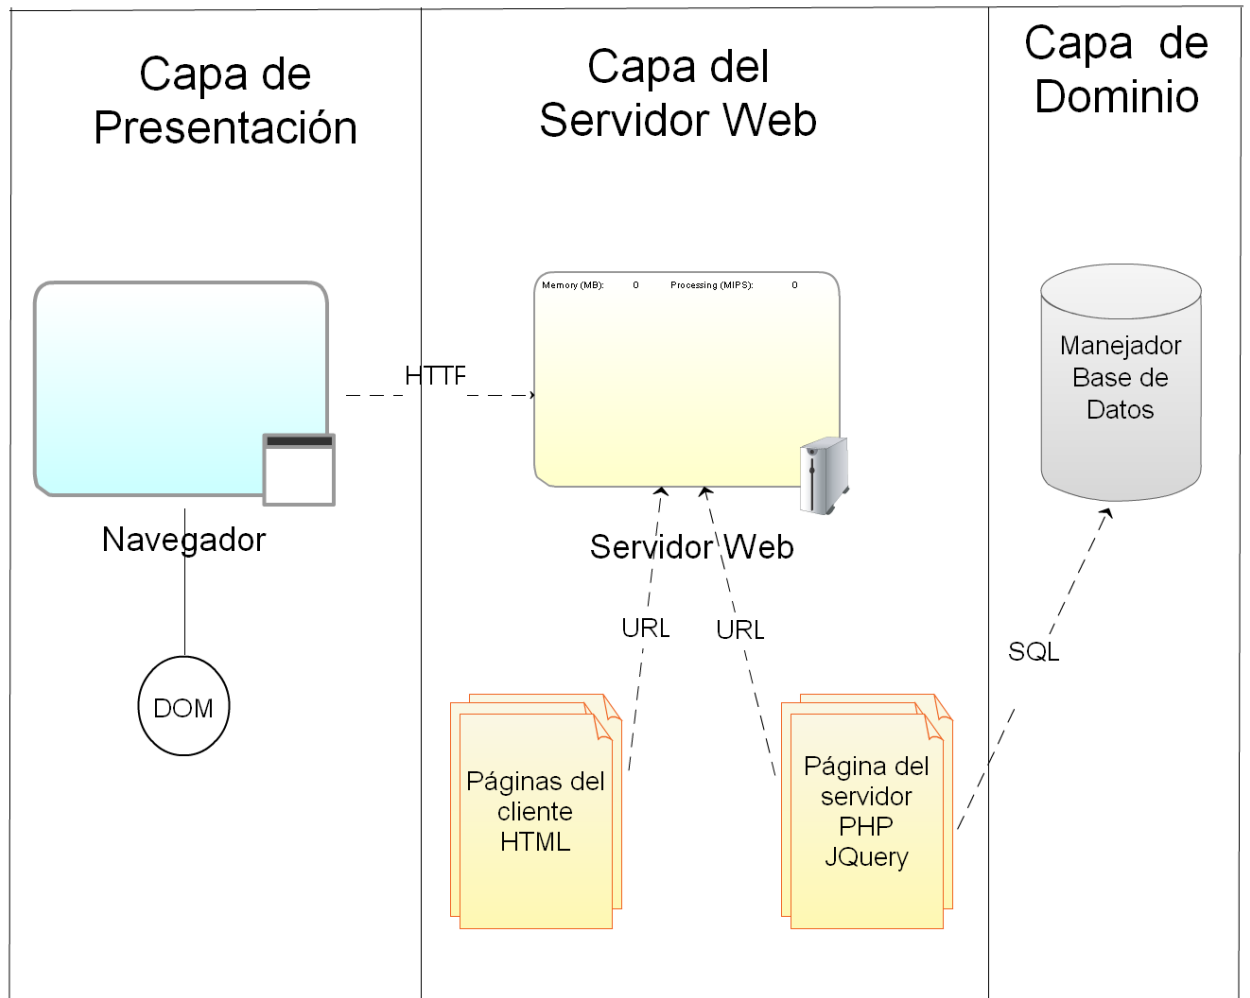 Capa de
Presentación
Capa del
Servidor Web
Capa de
Dominio
Memory (MB): 0 Processing (MIPS): 0
Manejador
Base de
Datos
HTTF
Navegador
Servidor Web
URL URL
SQL
DOM
Páginas del
cliente
HTML
Página del
servidor
PHP
JQuery